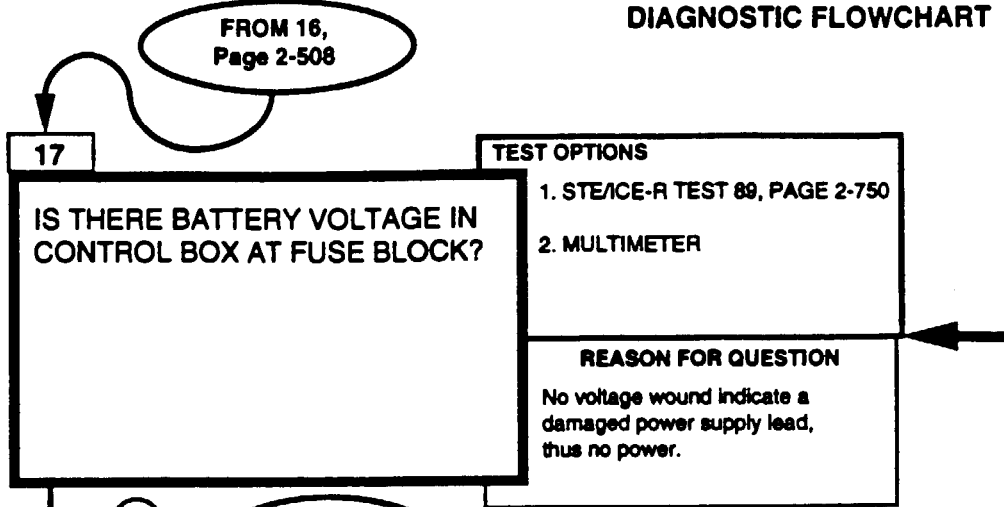 DIAGNOSTIC FLOWCHART
FROM 16,
Page 2-508
17
IS THERE BATTERY VOLTAGE IN
CONTROL BOX AT FUSE BLOCK?
TEST OPTIONS
1. STE/ICE-R TEST 89, PAGE 2-750
2. MULTIMETER
REASON FOR QUESTION
No voltage wound indicate a
damaged power supply lead,
thus no power.